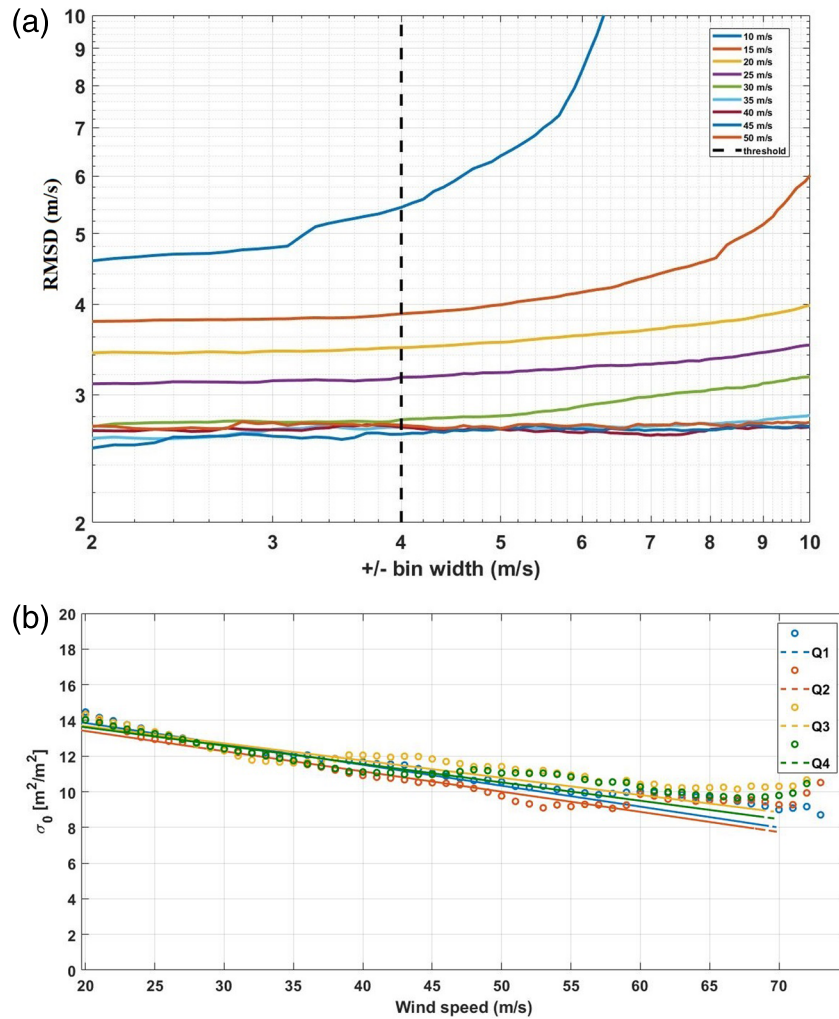 (a)
10
9
8
7
6
5
4
3
2
RMSD (m/s)
10 m/s
15 m/s
20 m/s
25 m/s
30 m/s
35 m/s
40 m/s
45 m/s
50 m/s
threshold
2 3 4 5 6 7 8 9 10
+/- bin width (m/s)
(b)
20
18
16
14
12
10
8
6
4
2
0
σ0 [m²/m²]
Q1
Q2
Q3
Q4
20 25 30 35 40 45 50 55 60 65 70
Wind speed (m/s)